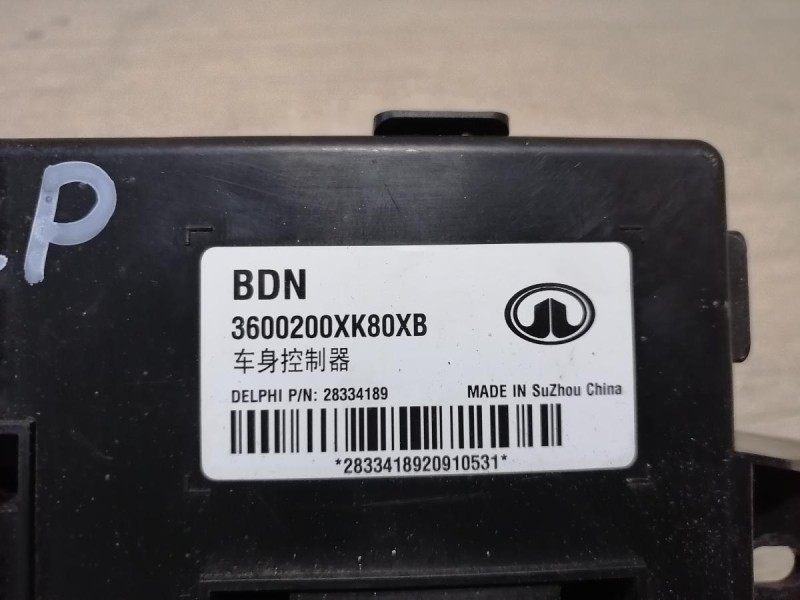 P
BDN
3600200XK80XB
车身控制器
DELPHI P/N: 28334189 MADE IN SuZhou China
*2833418920910531*